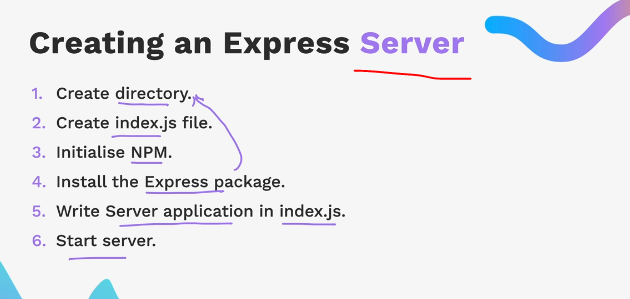 Creating an Express Server
1. Create directory.
2. Create index.js file.
3. Initialise NPM.
4. Install the Express package.
5. Write Server application in index.js.
6. Start server.